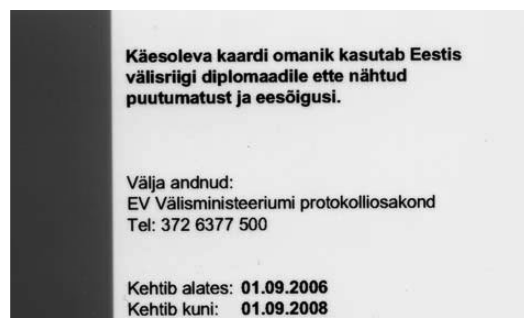 Käesoleva kaardi omanik kasutab Eestis
välisriigi diplomaadile ette nähtud
puutumatust ja eesõigusi.
Välja andnud:
EV Välisministeeriumi protokolliosakond
Tel: 372 6377 500
Kehtib alates: 01.09.2006
Kehtib kuni: 01.09.2008